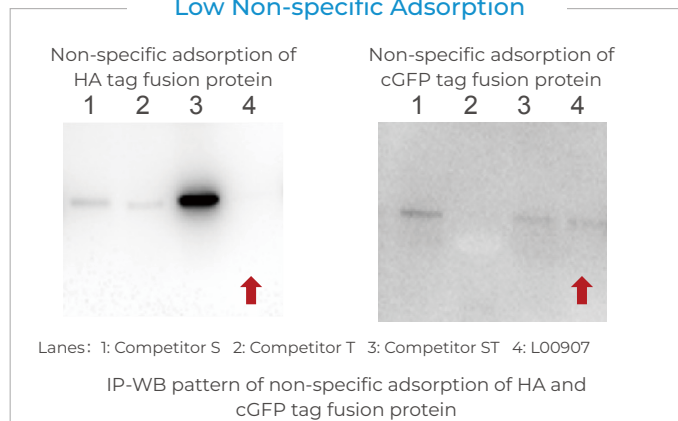 Low Non-specific Adsorption
Non-specific adsorption of
HA tag fusion protein
1 2 3 4
Non-specific adsorption of
cGFP tag fusion protein
1 2 3 4
Lanes: 1: Competitor S 2: Competitor T 3: Competitor ST 4: L00907
IP-WB pattern of non-specific adsorption of HA and
cGFP tag fusion protein